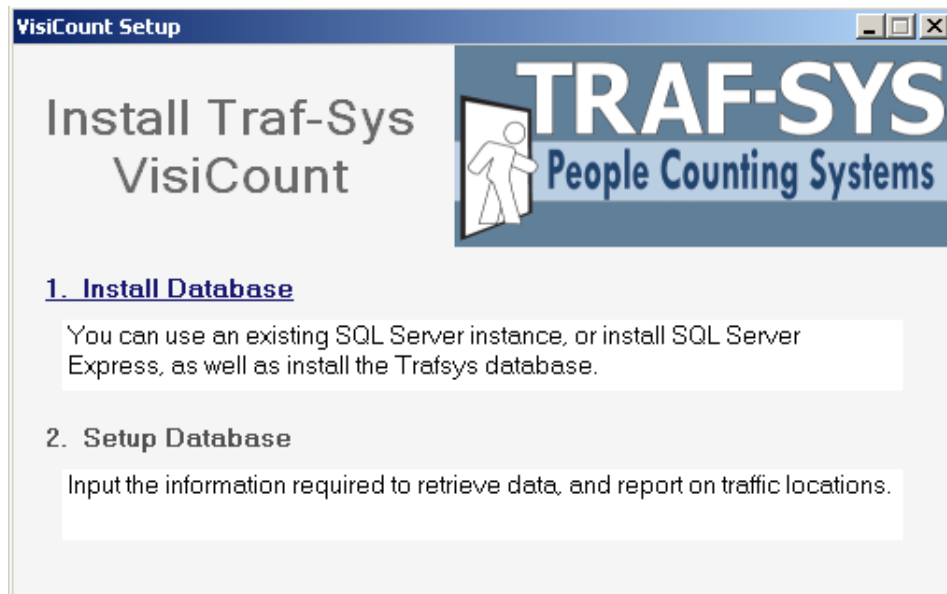 VisiCount Setup
Install Traf-Sys
VisiCount
TRAF-SYS
People Counting Systems
1. Install Database
You can use an existing SQL Server instance, or install SQL Server
Express, as well as install the Trafsys database.
2. Setup Database
Input the information required to retrieve data, and report on traffic locations.